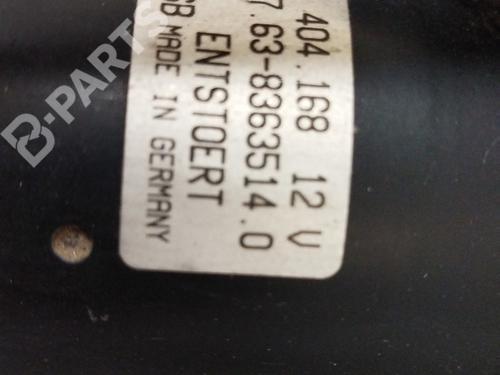 404.168 12 V
7.63-8363514.0
ENTSTOERT
MADE IN GERMANY
B-PARTS